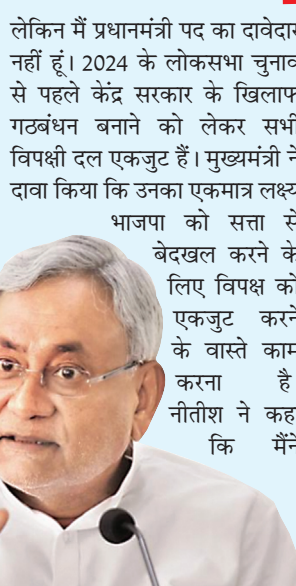 लेकिन मैं प्रधानमंत्री पद का दावेदार
नहीं हूं। 2024 के लोकसभा चुनाव
से पहले केंद्र सरकार के खिलाफ
गठबंधन बनाने को लेकर सभी
विपक्षी दल एकजुट हैं। मुख्यमंत्री ने
दावा किया कि उनका एकमात्र लक्ष्य
भाजपा को सत्ता से
बेदखल करने के
लिए विपक्ष को
एकजुट करने
के वास्ते काम
करना है
नीतीश ने कह
कि मैंने